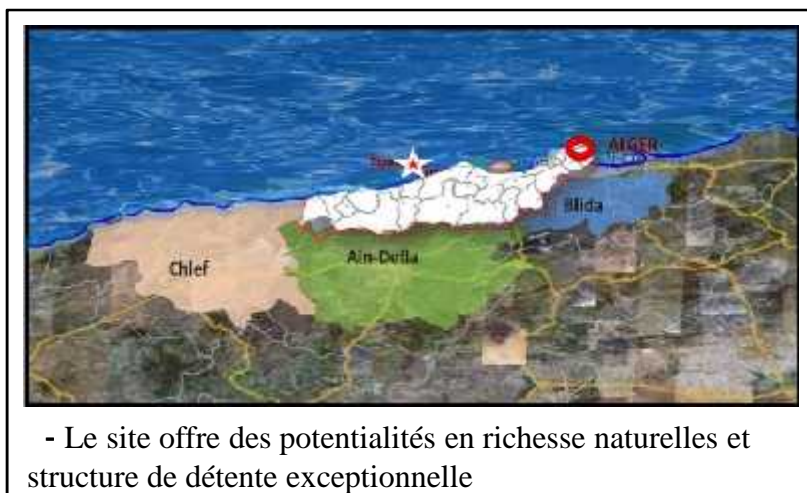 ALGER
Blida
Ain-Defla
Chlef
- Le site offre des potentialités en richesse naturelles et
structure de détente exceptionnelle